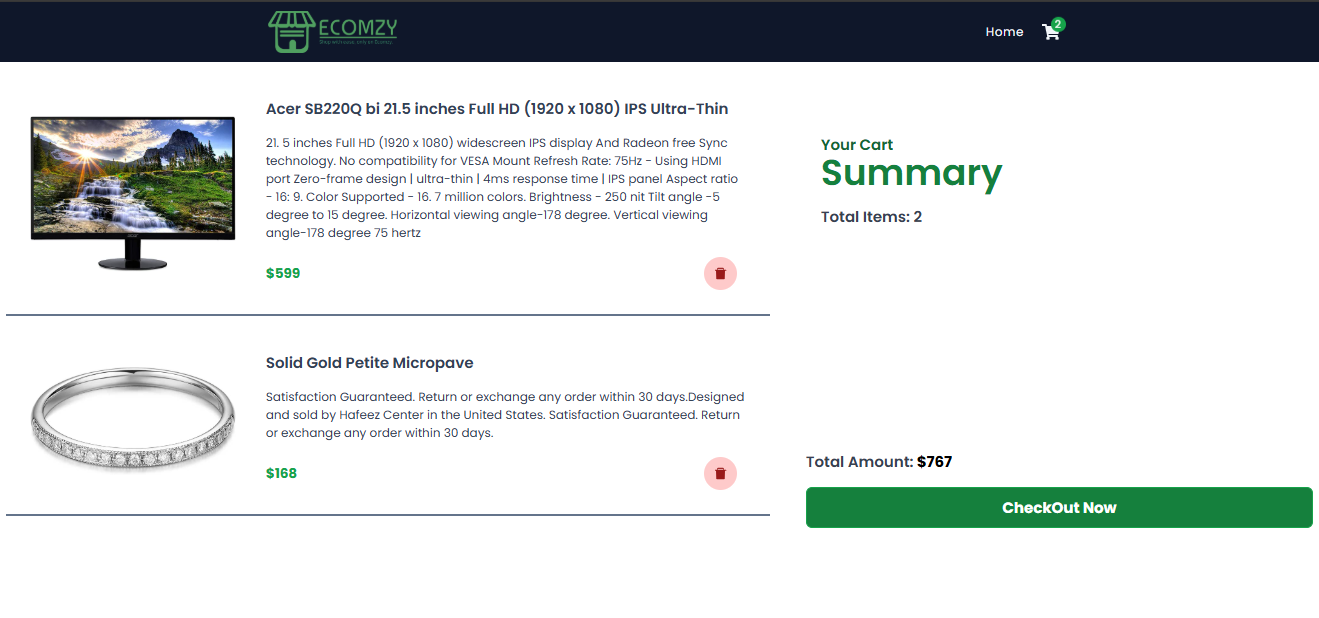 ECOMZY
Shop with ease, only on Ecomzy.
Home
2
Acer SB220Q bi 21.5 inches Full HD (1920 x 1080) IPS Ultra-Thin
21. 5 inches Full HD (1920 x 1080) widescreen IPS display And Radeon free Sync
technology. No compatibility for VESA Mount Refresh Rate: 75Hz - Using HDMI
port Zero-frame design | ultra-thin | 4ms response time | IPS panel Aspect ratio
- 16: 9. Color Supported - 16. 7 million colors. Brightness - 250 nit Tilt angle -5
degree to 15 degree. Horizontal viewing angle-178 degree. Vertical viewing
angle-178 degree 75 hertz
$599
Solid Gold Petite Micropave
Satisfaction Guaranteed. Return or exchange any order within 30 days.Designed
and sold by Hafeez Center in the United States. Satisfaction Guaranteed. Return
or exchange any order within 30 days.
$168
Your Cart
Summary
Total Items: 2
Total Amount: $767
CheckOut Now